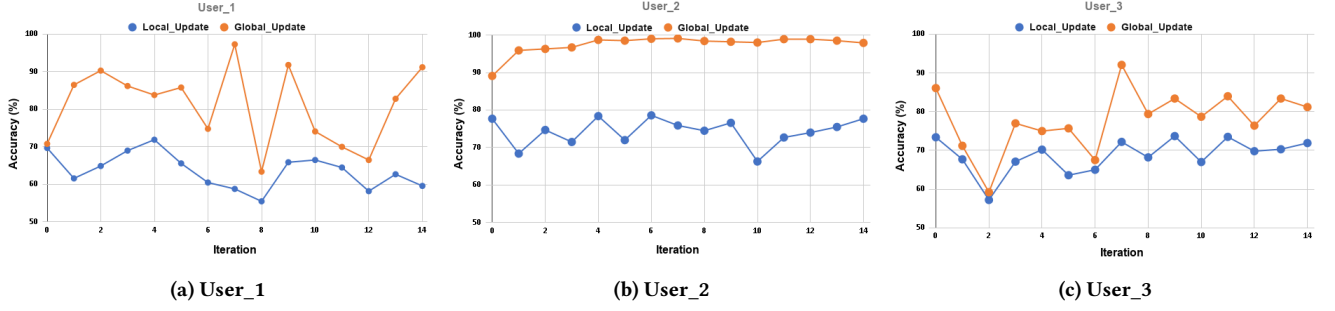 User_1
Local_Update Global_Update
Accuracy (%)
100
90
80
70
60
50
0 2 4 6 8 10 12 14
Iteration
(a) User_1
User_2
Local_Update Global_Update
Accuracy (%)
100
90
80
70
60
50
0 2 4 6 8 10 12 14
Iteration
(b) User_2
User_3
Local_Update Global_Update
Accuracy (%)
100
90
80
70
60
50
0 2 4 6 8 10 12 14
Iteration
(c) User_3